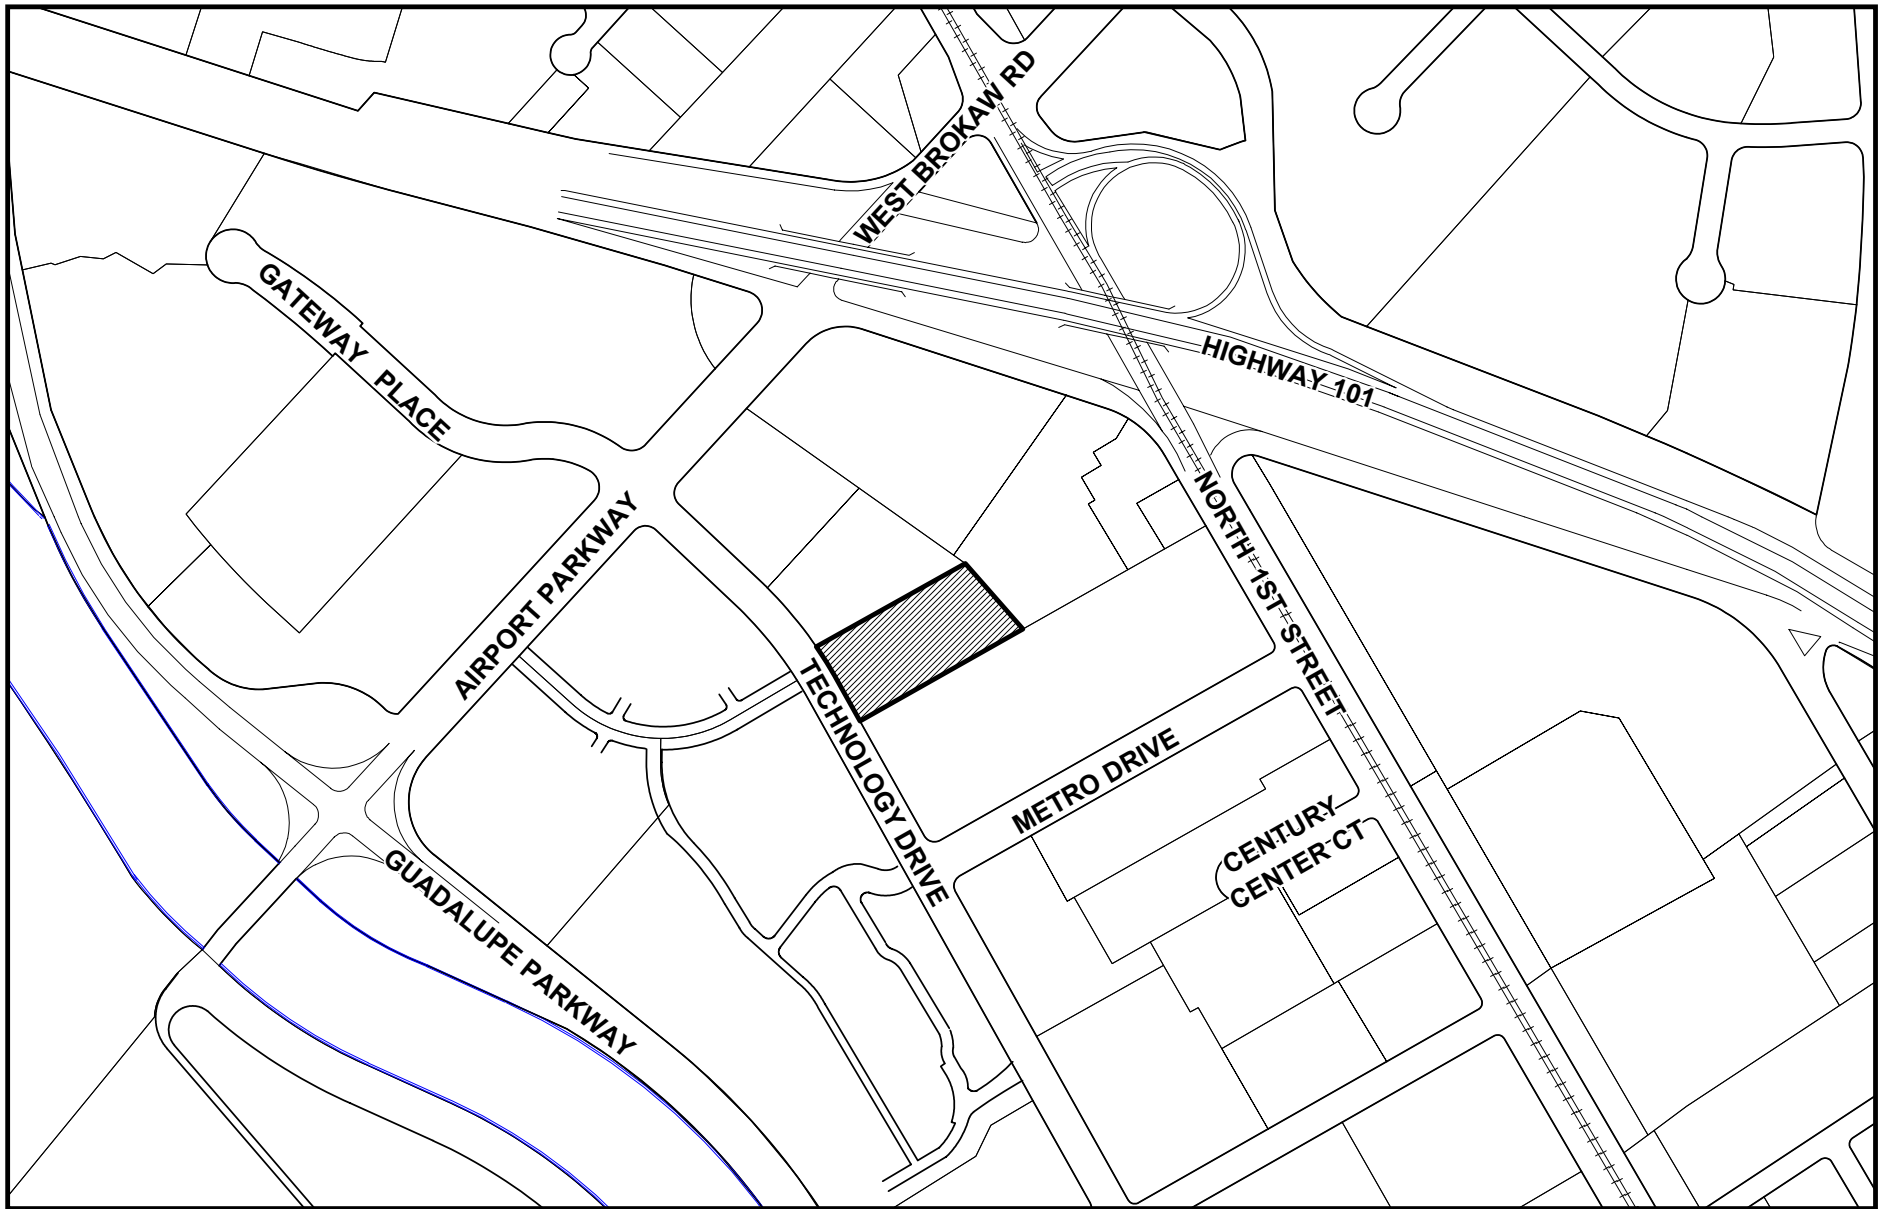 WEST BROKAW RD
GATEWAY PLACE
HIGHWAY 101
AIRPORT PARKWAY
NORTH 1ST STREET
TECHNOLOGY DRIVE
METRO DRIVE
CENTURY
CENTER CT
GUADALUPE PARKWAY